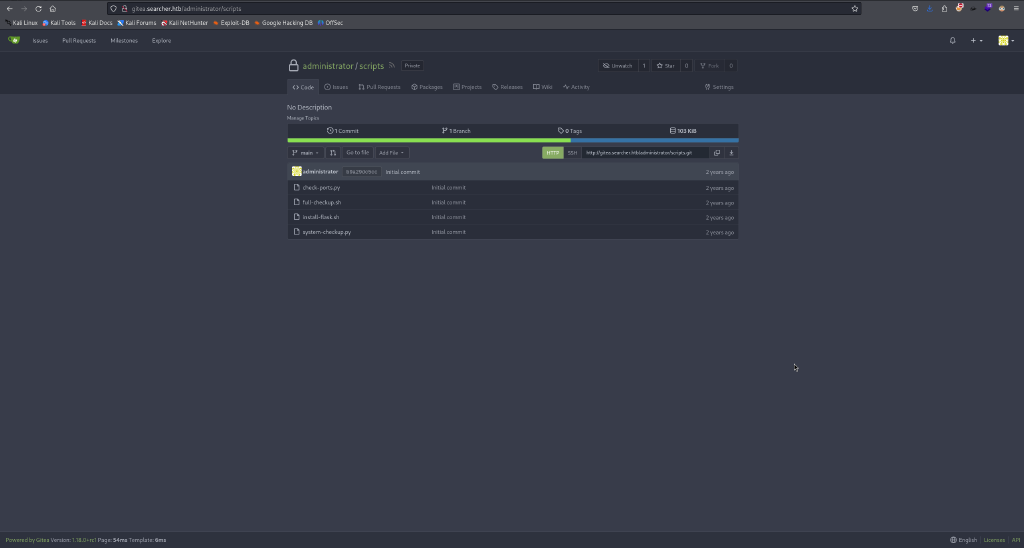 gitea.searcher.htb/administrator/scripts
Kali Linux Kali Tools Kali Docs Kali Forums Kali NetHunter Exploit-DB Google Hacking DB OffSec
Issues Pull Requests Milestones Explore
administrator / scripts Private Unwatch 1 Star 0 Fork 0
Code Issues Pull Requests Packages Projects Releases Wiki Activity Settings
No Description
Manage Topics
1 Commit 1 Branch 0 Tags 103 KiB
main Go to file Add File HTTP SSH http://gitea.searcher.htb/administrator/scripts.git
administrator Initial commit 2 years ago
check-ports.py Initial commit 2 years ago
full-checkup.sh Initial commit 2 years ago
install-flask.sh Initial commit 2 years ago
system-checkup.py Initial commit 2 years ago
Powered by Gitea Version: 1.18.0+rc1 Page: 54ms Template: 6ms English Licenses API